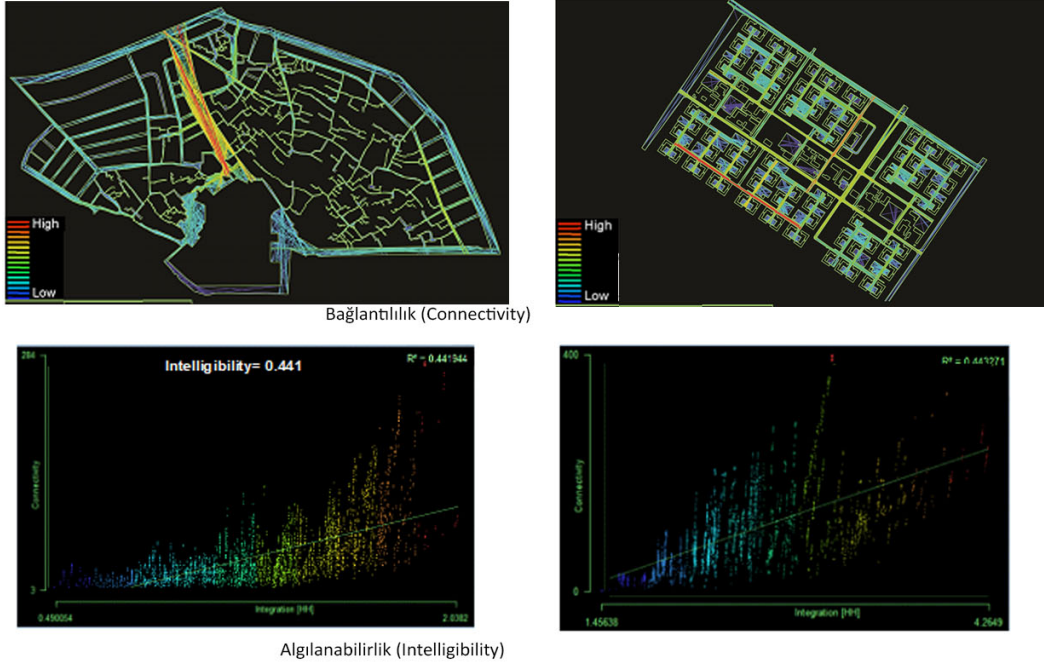 High
Low
High
Low
Bağlantılılık (Connectivity)
284
Intelligibility= 0.441
R² = 0.441944
Connectivity
3
0.490054
Integration [HH]
2.0382
400
R² = 0.443271
Connectivity
0
1.45638
Integration [HH]
4.2649
Algılanabilirlik (Intelligibility)